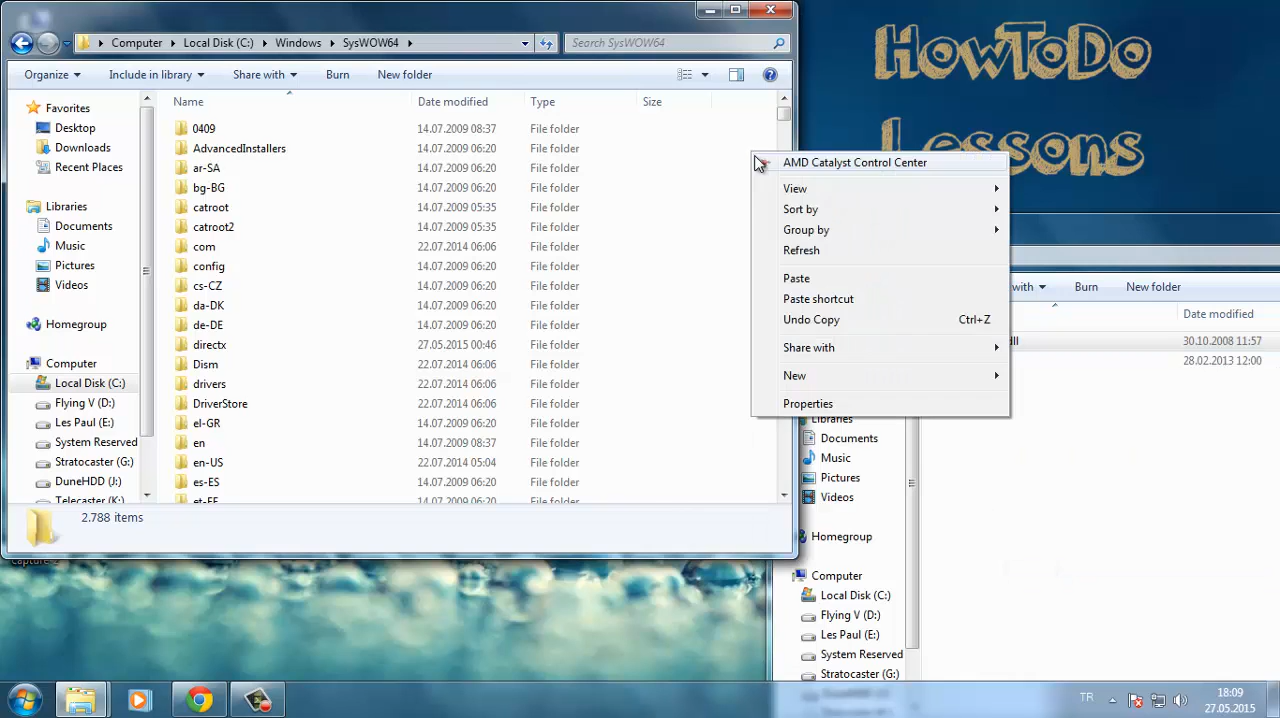 HowToDo
Lessons
Computer Local Disk (C:) Windows SysWOW64
Search SysWOW64
Organize Include in library Share with Burn New folder
Name Date modified Type Size
Favorites
Desktop
Downloads
Recent Places
Libraries
Documents
Music
Pictures
Videos
Homegroup
Computer
Local Disk (C:)
Flying V (D:)
Les Paul (E:)
System Reserved
Stratocaster (G:)
DuneHDD (J:)
Telecaster (K:)
0409 14.07.2009 08:37 File folder
AdvancedInstallers 14.07.2009 06:20 File folder
ar-SA 14.07.2009 06:20 File folder
bg-BG 14.07.2009 06:20 File folder
catroot 14.07.2009 05:35 File folder
catroot2 14.07.2009 05:35 File folder
com 22.07.2014 06:06 File folder
config 14.07.2009 06:20 File folder
cs-CZ 14.07.2009 06:20 File folder
da-DK 14.07.2009 06:20 File folder
de-DE 14.07.2009 06:20 File folder
directx 27.05.2015 00:46 File folder
Dism 22.07.2014 06:06 File folder
drivers 22.07.2014 06:06 File folder
DriverStore 22.07.2014 06:06 File folder
el-GR 14.07.2009 06:20 File folder
en 14.07.2009 08:37 File folder
en-US 22.07.2014 05:04 File folder
es-ES 14.07.2009 06:20 File folder
et-EE 14.07.2009 06:20 File folder
2.788 items
AMD Catalyst Control Center
View
Sort by
Group by
Refresh
Paste
Paste shortcut
Undo Copy Ctrl+Z
Share with
New
Properties
with Burn New folder
Date modified
dll 30.10.2008 11:57
28.02.2013 12:00
Libraries
Documents
Music
Pictures
Videos
Homegroup
Computer
Local Disk (C:)
Flying V (D:)
Les Paul (E:)
System Reserved
Stratocaster (G:)
TR
18:09
27.05.2015